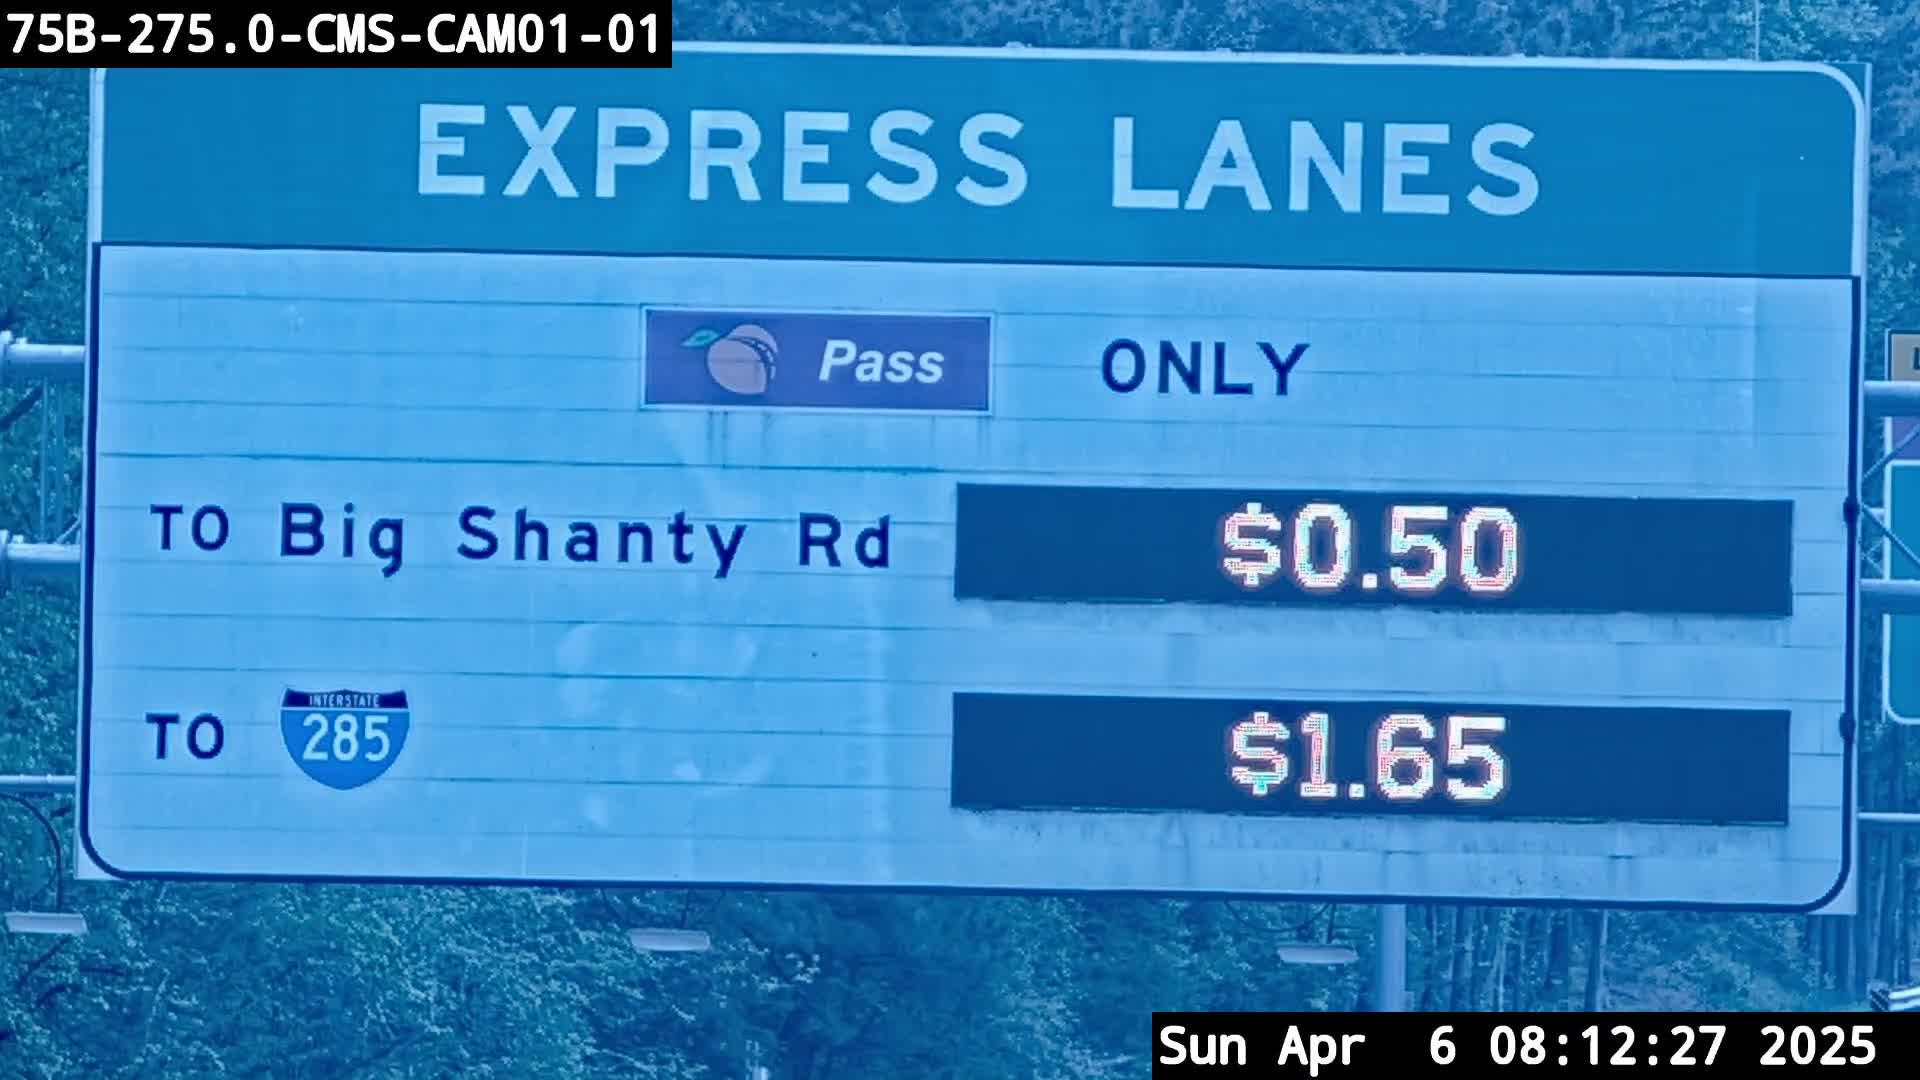 75B-275.0-CMS-CAM01-01
EXPRESS LANES
Pass ONLY
TO Big Shanty Rd $0.50
TO INTERSTATE 285 $1.65
Sun Apr 6 08:12:27 2025